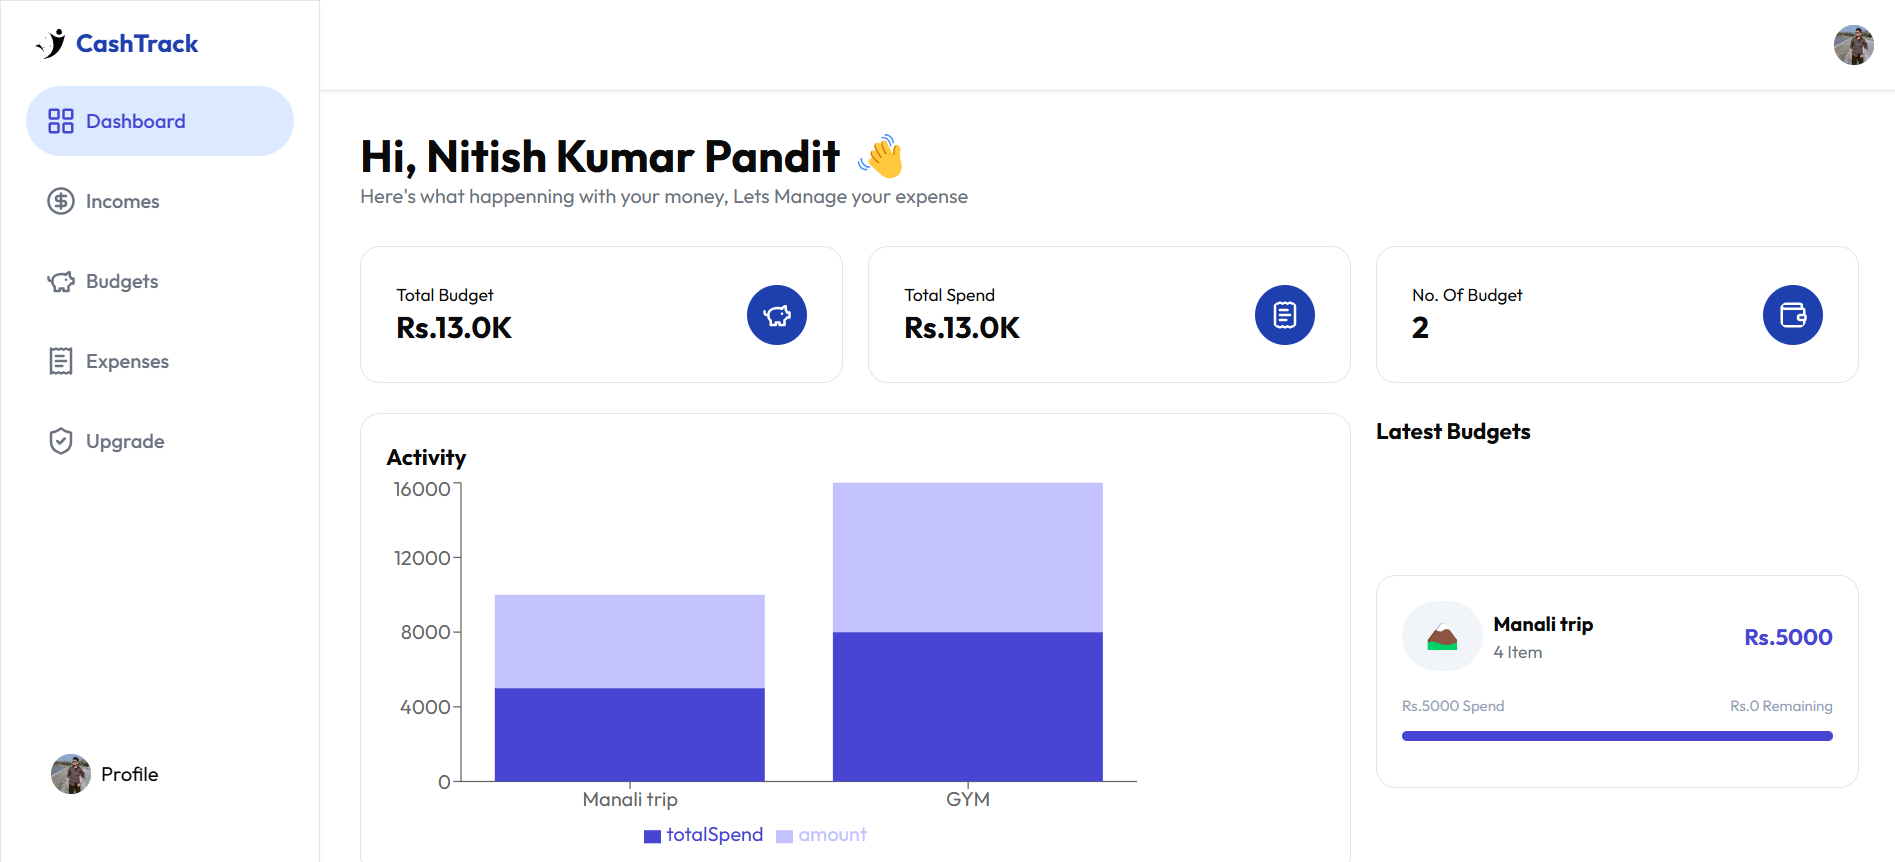 CashTrack
Dashboard
Incomes
Budgets
Expenses
Upgrade
Profile
Hi, Nitish Kumar Pandit 👋
Here's what happenning with your money, Lets Manage your expense
Total Budget
Rs.13.0K
Total Spend
Rs.13.0K
No. Of Budget
2
Activity
16000
12000
8000
4000
0
Manali trip
GYM
totalSpend
amount
Latest Budgets
Manali trip
4 Item
Rs.5000
Rs.5000 Spend
Rs.0 Remaining